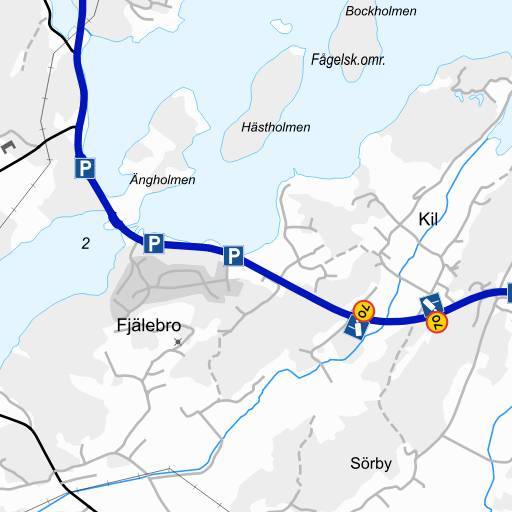 Bockholmen
Fågelsk.omr.
Hästholmen
P
Ängholmen
Kil
2
P
P
70
70
Fjälebro
Sörby